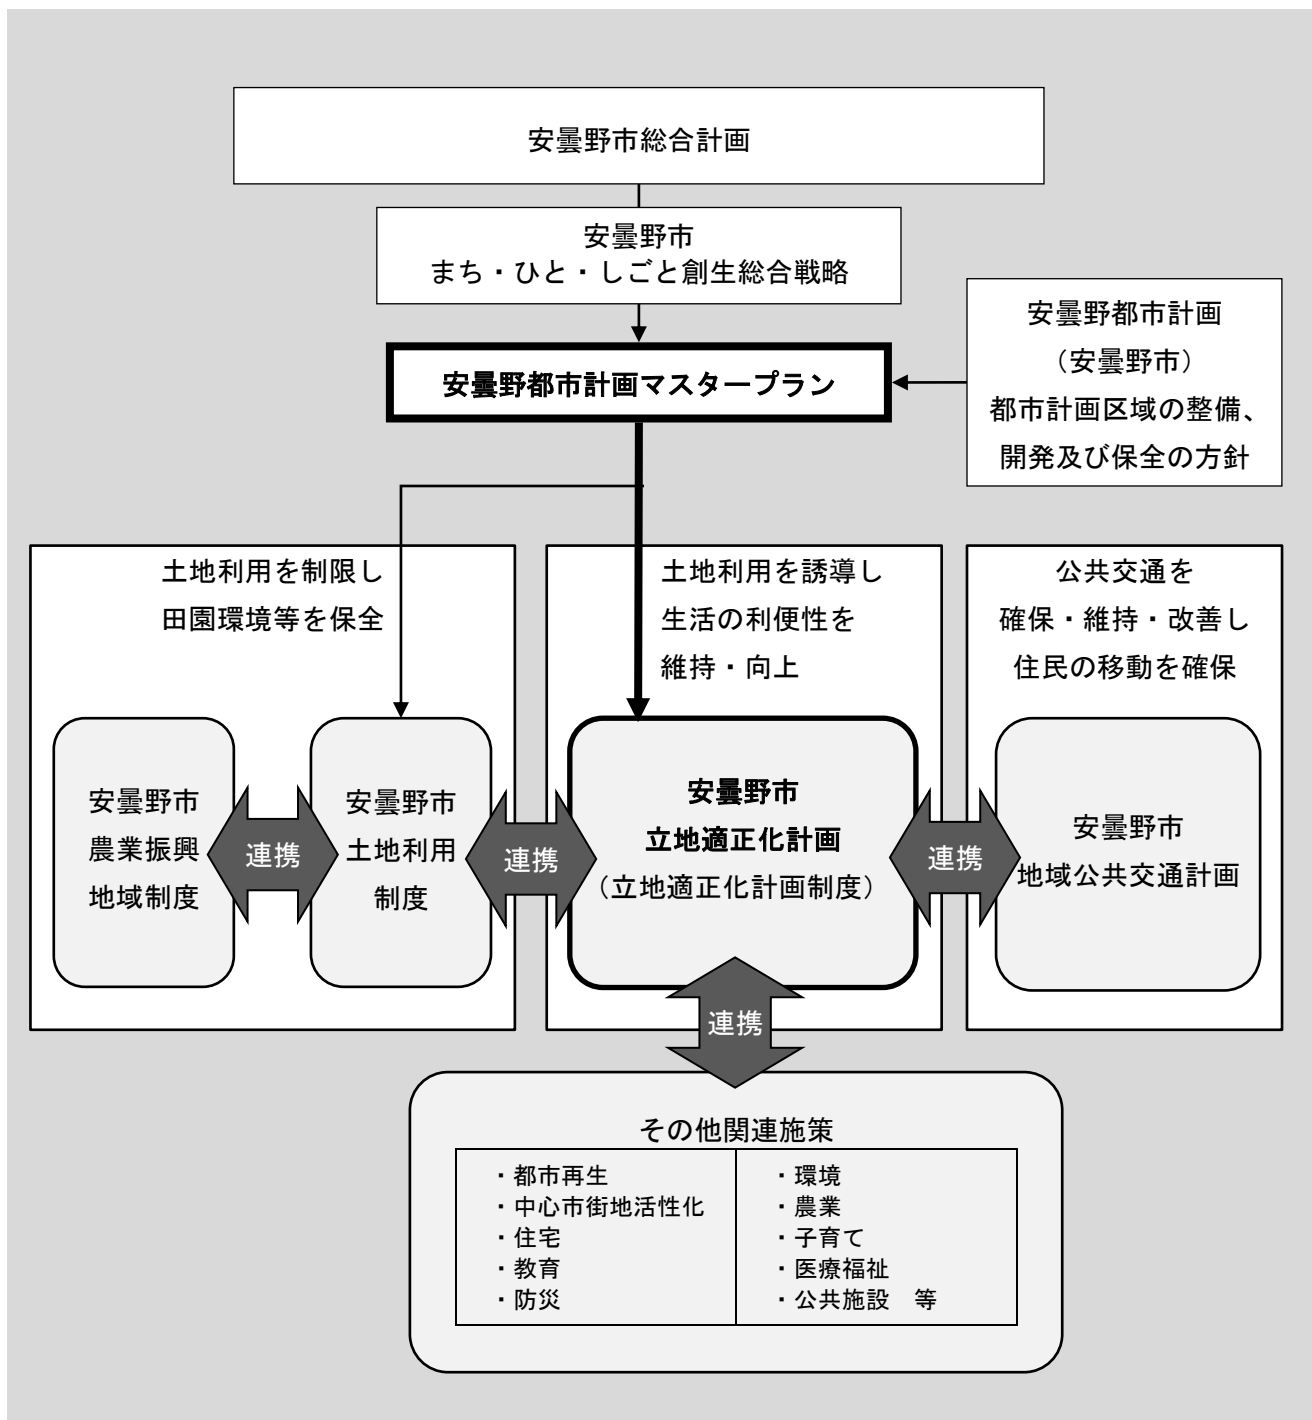 安曇野市総合計画
安曇野市
まち・ひと・しごと創生総合戦略
安曇野都市計画マスタープラン
安曇野都市計画
（安曇野市）
都市計画区域の整備、
開発及び保全の方針
土地利用を制限し
田園環境等を保全
土地利用を誘導し
生活の利便性を
維持・向上
公共交通を
確保・維持・改善し
住民の移動を確保
安曇野市
農業振興
地域制度
連携
安曇野市
土地利用
制度
連携
安曇野市
立地適正化計画
（立地適正化計画制度）
連携
安曇野市
地域公共交通計画
連携
その他関連施策
・都市再生
・中心市街地活性化
・住宅
・教育
・防災
・環境
・農業
・子育て
・医療福祉
・公共施設　等